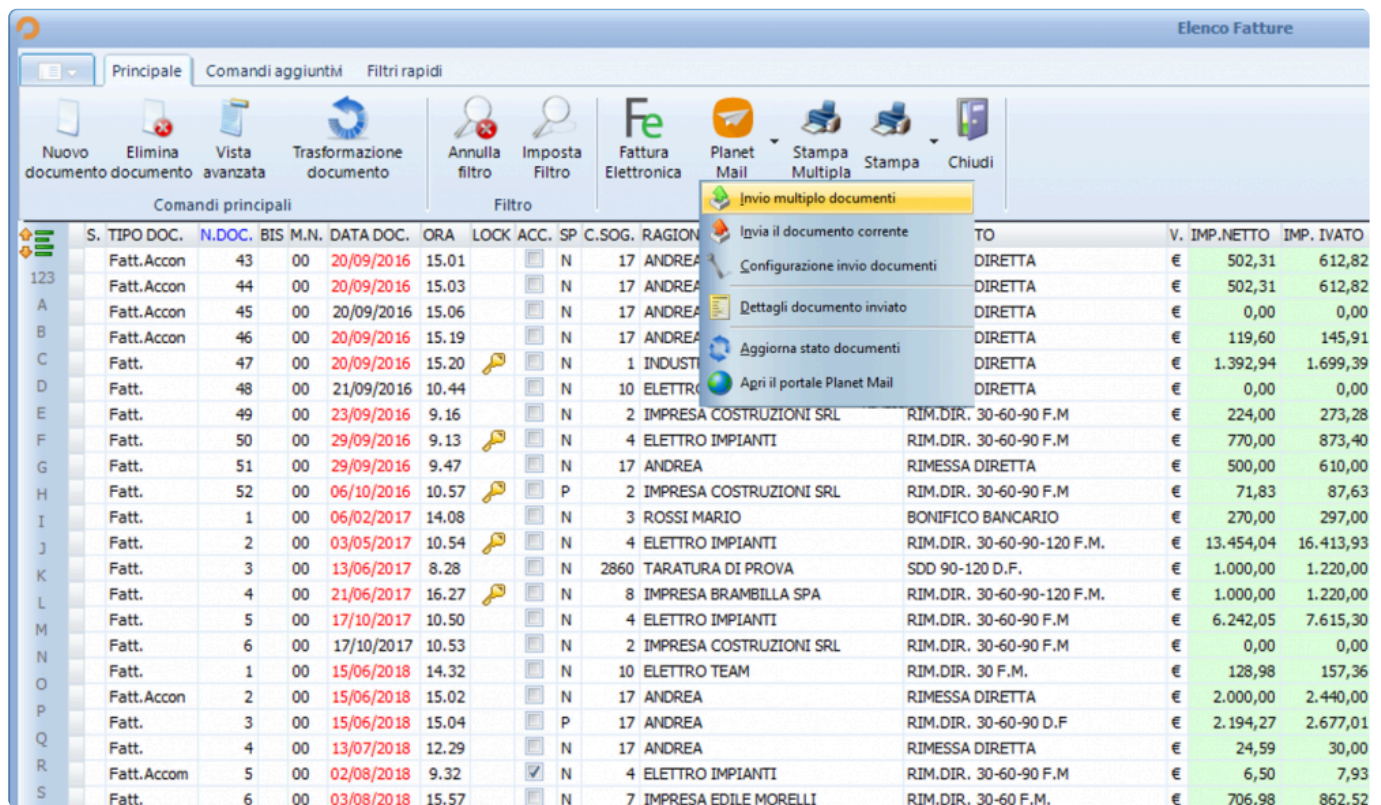 Elenco Fatture
Principale Comandi aggiuntivi Filtri rapidi
Nuovo documento Elimina documento Vista avanzata Trasformazione documento Annulla filtro Imposta Filtro Fe Fattura Elettronica Planet Mail Stampa Multipla Stampa Chiudi
Comandi principali Filtro
Invio multiplo documenti
Invia il documento corrente
Configurazione invio documenti
Dettagli documento inviato
Aggiorna stato documenti
Apri il portale Planet Mail
S. TIPO DOC. N.DOC. BIS M.N. DATA DOC. ORA LOCK ACC. SP C.SOG. RAGION TO V. IMP.NETTO IMP. IVATO
Fatt.Accon 43 00 20/09/2016 15.01 N 17 ANDREA DIRETTA € 502,31 612,82
123
Fatt.Accon 44 00 20/09/2016 15.03 N 17 ANDREA DIRETTA € 502,31 612,82
A
Fatt.Accon 45 00 20/09/2016 15.06 N 17 ANDREA DIRETTA € 0,00 0,00
B
Fatt.Accon 46 00 20/09/2016 15.19 N 17 ANDREA DIRETTA € 119,60 145,91
C
Fatt. 47 00 20/09/2016 15.20 N 1 INDUSTI DIRETTA € 1.392,94 1.699,39
D
Fatt. 48 00 21/09/2016 10.44 N 10 ELETTRO DIRETTA € 0,00 0,00
E
Fatt. 49 00 23/09/2016 9.16 N 2 IMPRESA COSTRUZIONI SRL RIM.DIR. 30-60-90 F.M € 224,00 273,28
F
Fatt. 50 00 29/09/2016 9.13 N 4 ELETTRO IMPIANTI RIM.DIR. 30-60-90 F.M € 770,00 873,40
G
Fatt. 51 00 29/09/2016 9.47 N 17 ANDREA RIMESSA DIRETTA € 500,00 610,00
H
Fatt. 52 00 06/10/2016 10.57 P 2 IMPRESA COSTRUZIONI SRL RIM.DIR. 30-60-90 F.M € 71,83 87,63
I
Fatt. 1 00 06/02/2017 14.08 N 3 ROSSI MARIO BONIFICO BANCARIO € 270,00 297,00
J
Fatt. 2 00 03/05/2017 10.54 N 4 ELETTRO IMPIANTI RIM.DIR. 30-60-90-120 F.M. € 13.454,04 16.413,93
K
Fatt. 3 00 13/06/2017 8.28 N 2860 TARATURA DI PROVA SDD 90-120 D.F. € 1.000,00 1.220,00
L
Fatt. 4 00 21/06/2017 16.27 N 8 IMPRESA BRAMBILLA SPA RIM.DIR. 30-60-90-120 F.M. € 1.000,00 1.220,00
M
Fatt. 5 00 17/10/2017 10.50 N 4 ELETTRO IMPIANTI RIM.DIR. 30-60-90 F.M € 6.242,05 7.615,30
N
Fatt. 6 00 17/10/2017 10.53 N 2 IMPRESA COSTRUZIONI SRL RIM.DIR. 30-60-90 F.M € 0,00 0,00
O
Fatt. 1 00 15/06/2018 14.32 N 10 ELETTRO TEAM RIM.DIR. 30 F.M. € 128,98 157,36
Fatt.Accon 2 00 15/06/2018 15.02 N 17 ANDREA RIMESSA DIRETTA € 2.000,00 2.440,00
P
Fatt. 3 00 15/06/2018 15.04 P 17 ANDREA RIM.DIR. 30-60-90 D.F € 2.194,27 2.677,01
Q
Fatt. 4 00 13/07/2018 12.29 N 17 ANDREA RIMESSA DIRETTA € 24,59 30,00
R
Fatt.Accom 5 00 02/08/2018 9.32 N 4 ELETTRO IMPIANTI RIM.DIR. 30-60-90 F.M € 6,50 7,93
S
Fatt. 6 00 03/08/2018 15.57 N 7 IMPRESA EDILE MORELLI RIM.DIR. 30-60 F.M. € 706,98 862,52